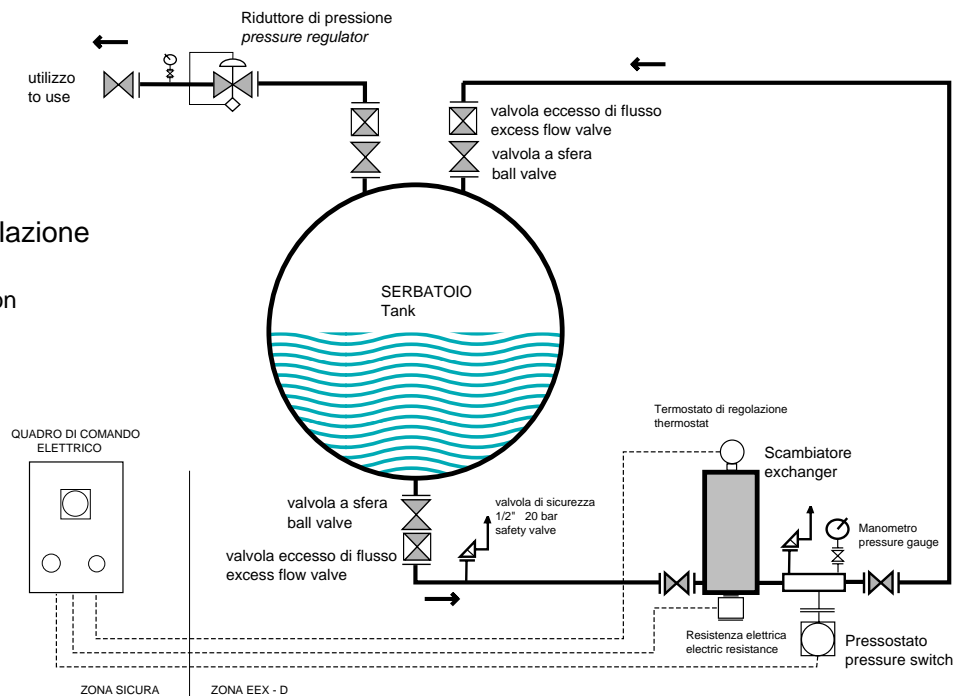 Riduttore di pressione
pressure regulator
utilizzo
to use
valvola eccesso di flusso
excess flow valve
valvola a sfera
ball valve
lazione
on
SERBATOIO
Tank
Termostato di regolazione
thermostat
QUADRO DI COMANDO
ELETTRICO
Scambiatore
exchanger
valvola a sfera
ball valve
valvola di sicurezza
1/2" 20 bar
safety valve
Manometro
pressure gauge
valvola eccesso di flusso
excess flow valve
Resistenza elettrica
electric resistance
Pressostato
pressure switch
ZONA SICURA
ZONA EEX - D